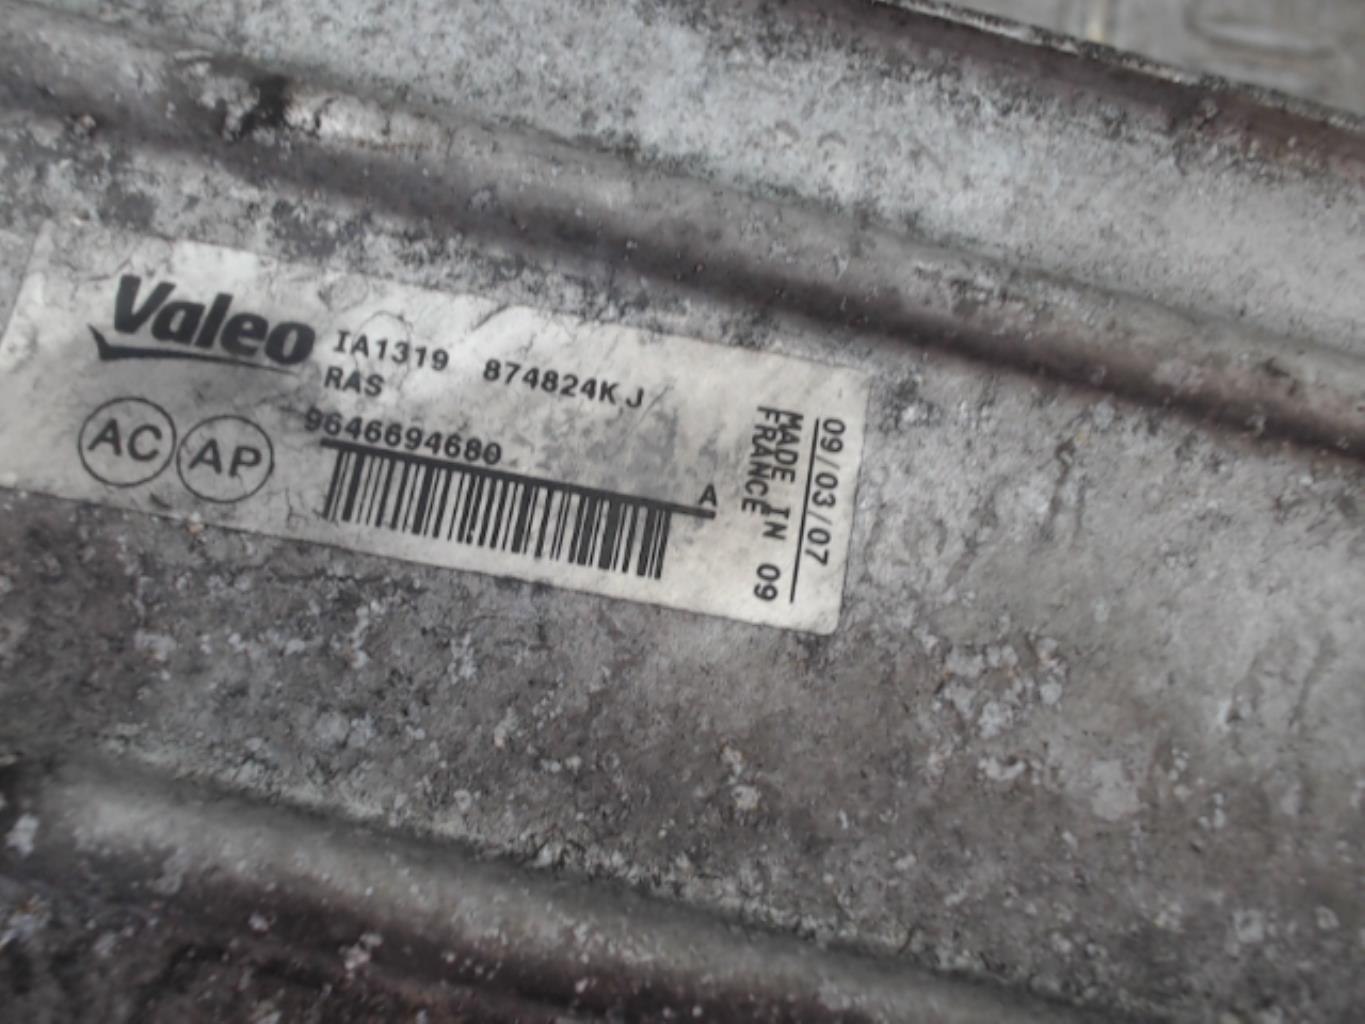 Valeo
IA1319 874824KJ
RAS
9646694680
AC AP
A
09/03/07
MADE IN 09
FRANCE